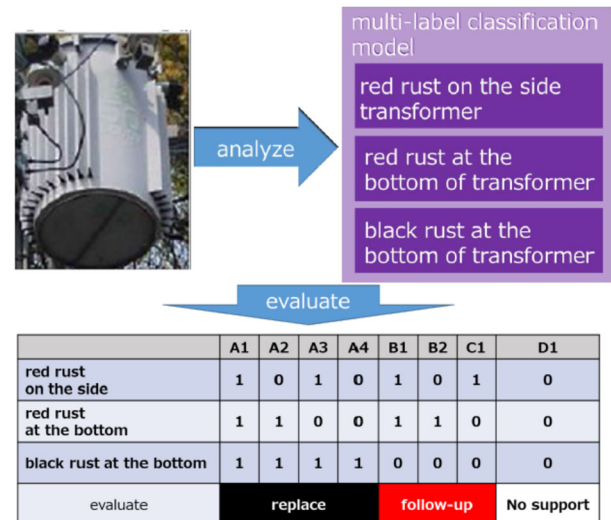 multi-label classification
model
red rust on the side
transformer
analyze
red rust at the
bottom of transformer
black rust at the
bottom of transformer
evaluate
A1 A2 A3 A4 B1 B2 C1 D1
red rust
on the side 1 0 1 0 1 0 1 0
red rust
at the bottom 1 1 0 0 1 1 0 0
black rust at the bottom 1 1 1 1 0 0 0 0
evaluate replace follow-up No support